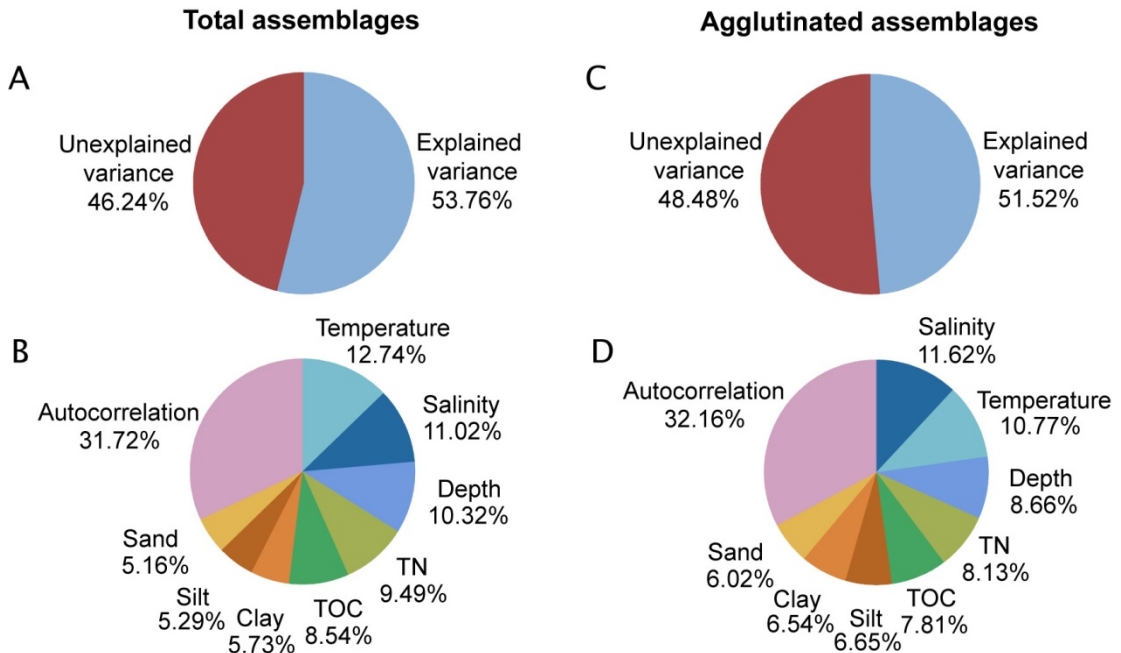 Total assemblages
A
Unexplained
variance
46.24%
Explained
variance
53.76%
B
Temperature
12.74%
Salinity
11.02%
Depth
10.32%
TN
9.49%
TOC
8.54%
Clay
5.73%
Silt
5.29%
Sand
5.16%
Autocorrelation
31.72%
Agglutinated assemblages
C
Unexplained
variance
48.48%
Explained
variance
51.52%
D
Salinity
11.62%
Temperature
10.77%
Depth
8.66%
TN
8.13%
TOC
7.81%
Silt
6.65%
Clay
6.54%
Sand
6.02%
Autocorrelation
32.16%